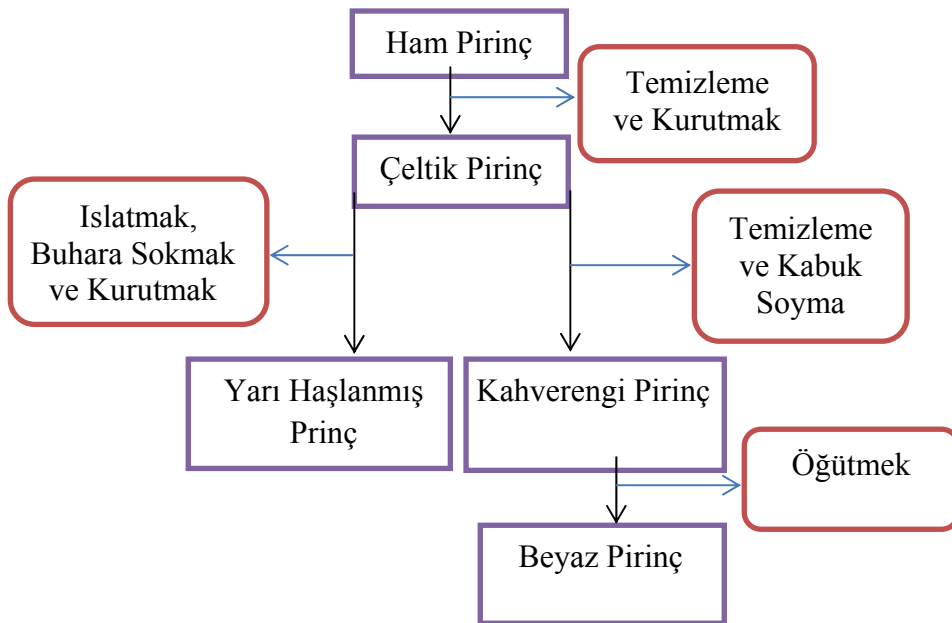 Ham Pirinç
Temizleme
ve Kurutmak
Çeltik Pirinç
Islatmak,
Buhara Sokmak
ve Kurutmak
Temizleme
ve Kabuk
Soyma
Yarı Haşlanmış
Prinç
Kahverengi Pirinç
Öğütmek
Beyaz Pirinç